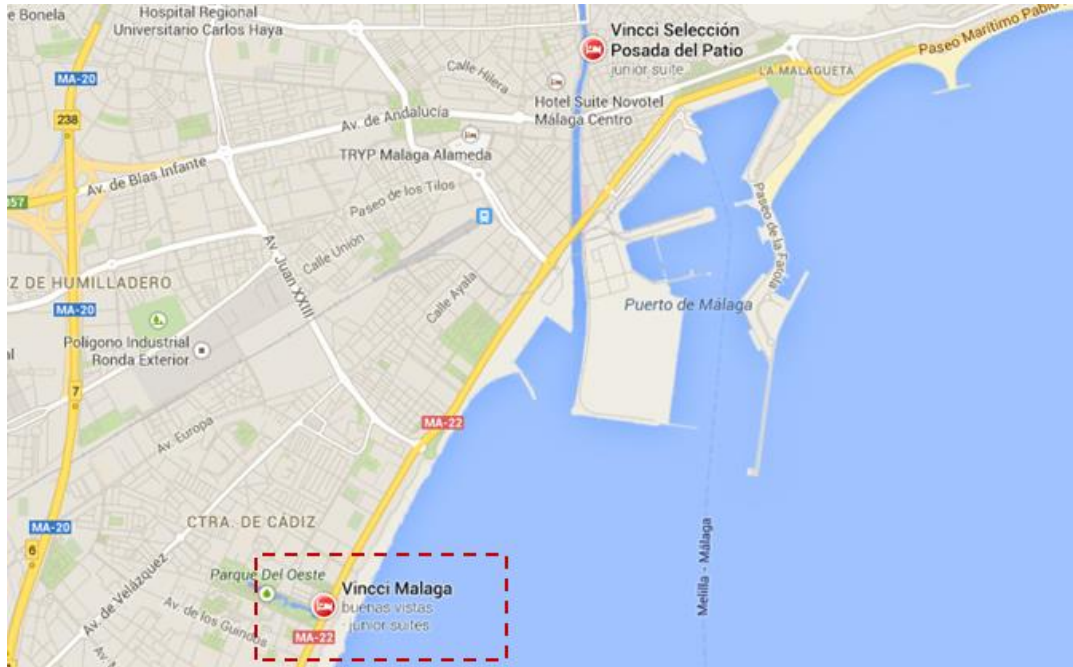 e Bonela
Hospital Regional
Universitario Carlos Haya
Vincci Selección
Posada del Patio
junior suite
Paseo Marítimo Pablo
MA-20
Calle Hilera
LA MALAGUETA
238
Av. de Andalucía
Hotel Suite Novotel
Málaga Centro
TRYP Malaga Alameda
Av. de Blas Infante
357
Paseo de los Tilos
Paseo de la Farola
Av. Juan XXIII
Calle Unión
Z DE HUMILLADERO
Calle Ayala
Puerto de Málaga
MA-20
Poligono Industrial
Ronda Exterior
7
MA-22
Av. Europa
CTRA. DE CÁDIZ
MA-20
6
Melilla - Málaga
Av. de Velázquez
Parque Del Oeste
Vincci Malaga
buenas vistas
- junior suites
Av. de los Guindos
MA-22